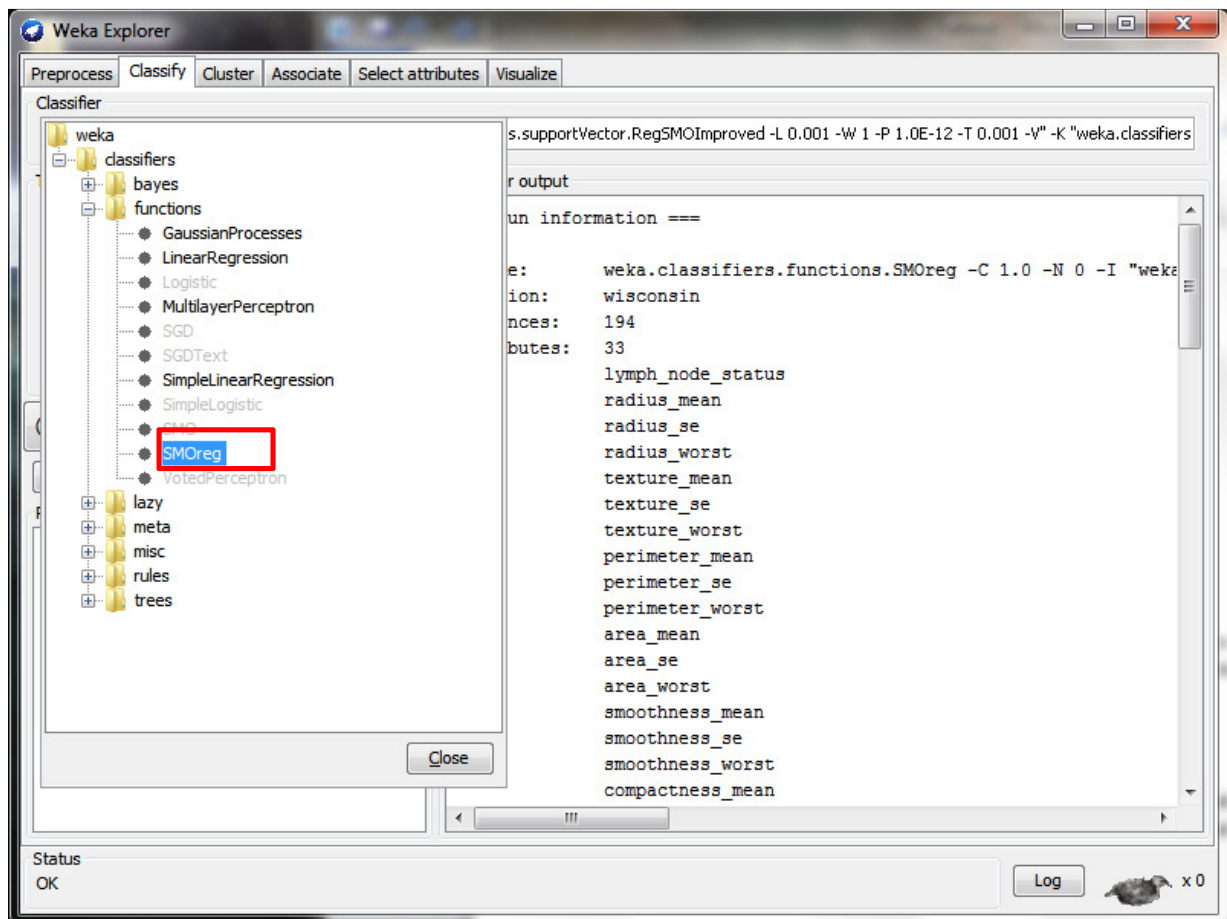 Weka Explorer
Preprocess Classify Cluster Associate Select attributes Visualize
Classifier
s.supportVector.RegSMOImproved -L 0.001 -W 1 -P 1.0E-12 -T 0.001 -V" -K "weka.classifiers
weka
classifiers
bayes
functions
GaussianProcesses
LinearRegression
Logistic
MultilayerPerceptron
SGD
SGDText
SimpleLinearRegression
SimpleLogistic
SMO
SMOreg
VotedPerceptron
lazy
meta
misc
rules
trees
Close
r output
un information ===
e: weka.classifiers.functions.SMOreg -C 1.0 -N 0 -I "weka
ion: wisconsin
nces: 194
butes: 33
lymph_node_status
radius_mean
radius_se
radius_worst
texture_mean
texture_se
texture_worst
perimeter_mean
perimeter_se
perimeter_worst
area_mean
area_se
area_worst
smoothness_mean
smoothness_se
smoothness_worst
compactness_mean
Status
OK
Log
x 0